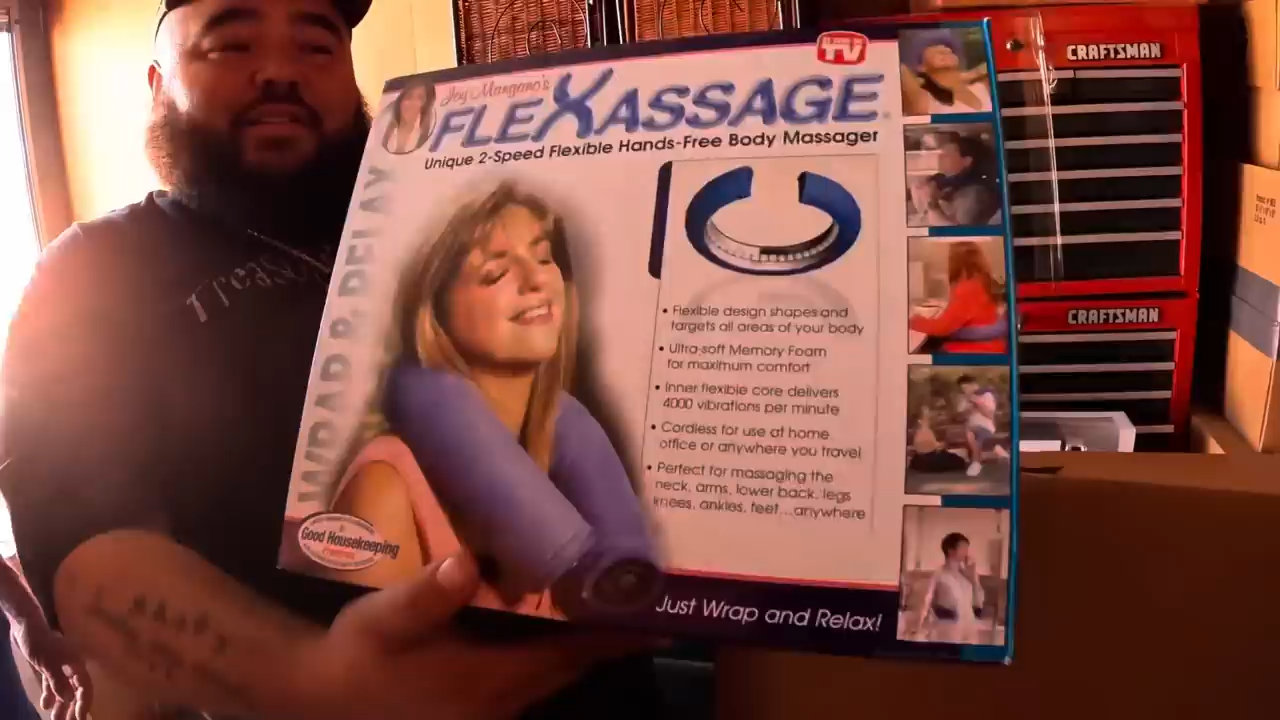 AS SEEN ON
TV
Joy Mangano's
FLEXASSAGE
Unique 2-Speed Flexible Hands-Free Body Massager
WRAP & RELAX
• Flexible design shapes and
targets all areas of your body
• Ultra-soft Memory Foam
for maximum comfort
• Inner flexible core delivers
4000 vibrations per minute
• Cordless for use at home
office or anywhere you travel
• Perfect for massaging the
neck, arms, lower back, legs
knees, ankles, feet...anywhere
Good Housekeeping
Just Wrap and Relax!
CRAFTSMAN
CRAFTSMAN